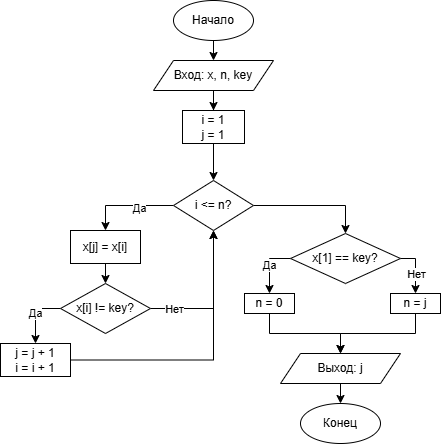 Начало
Вход: x, n, key
i = 1
j = 1
i <= n?
Да
x[j] = x[i]
x[1] == key?
Да
Нет
x[i] != key?
Да
Нет
n = 0
n = j
j = j + 1
i = i + 1
Выход: j
Конец